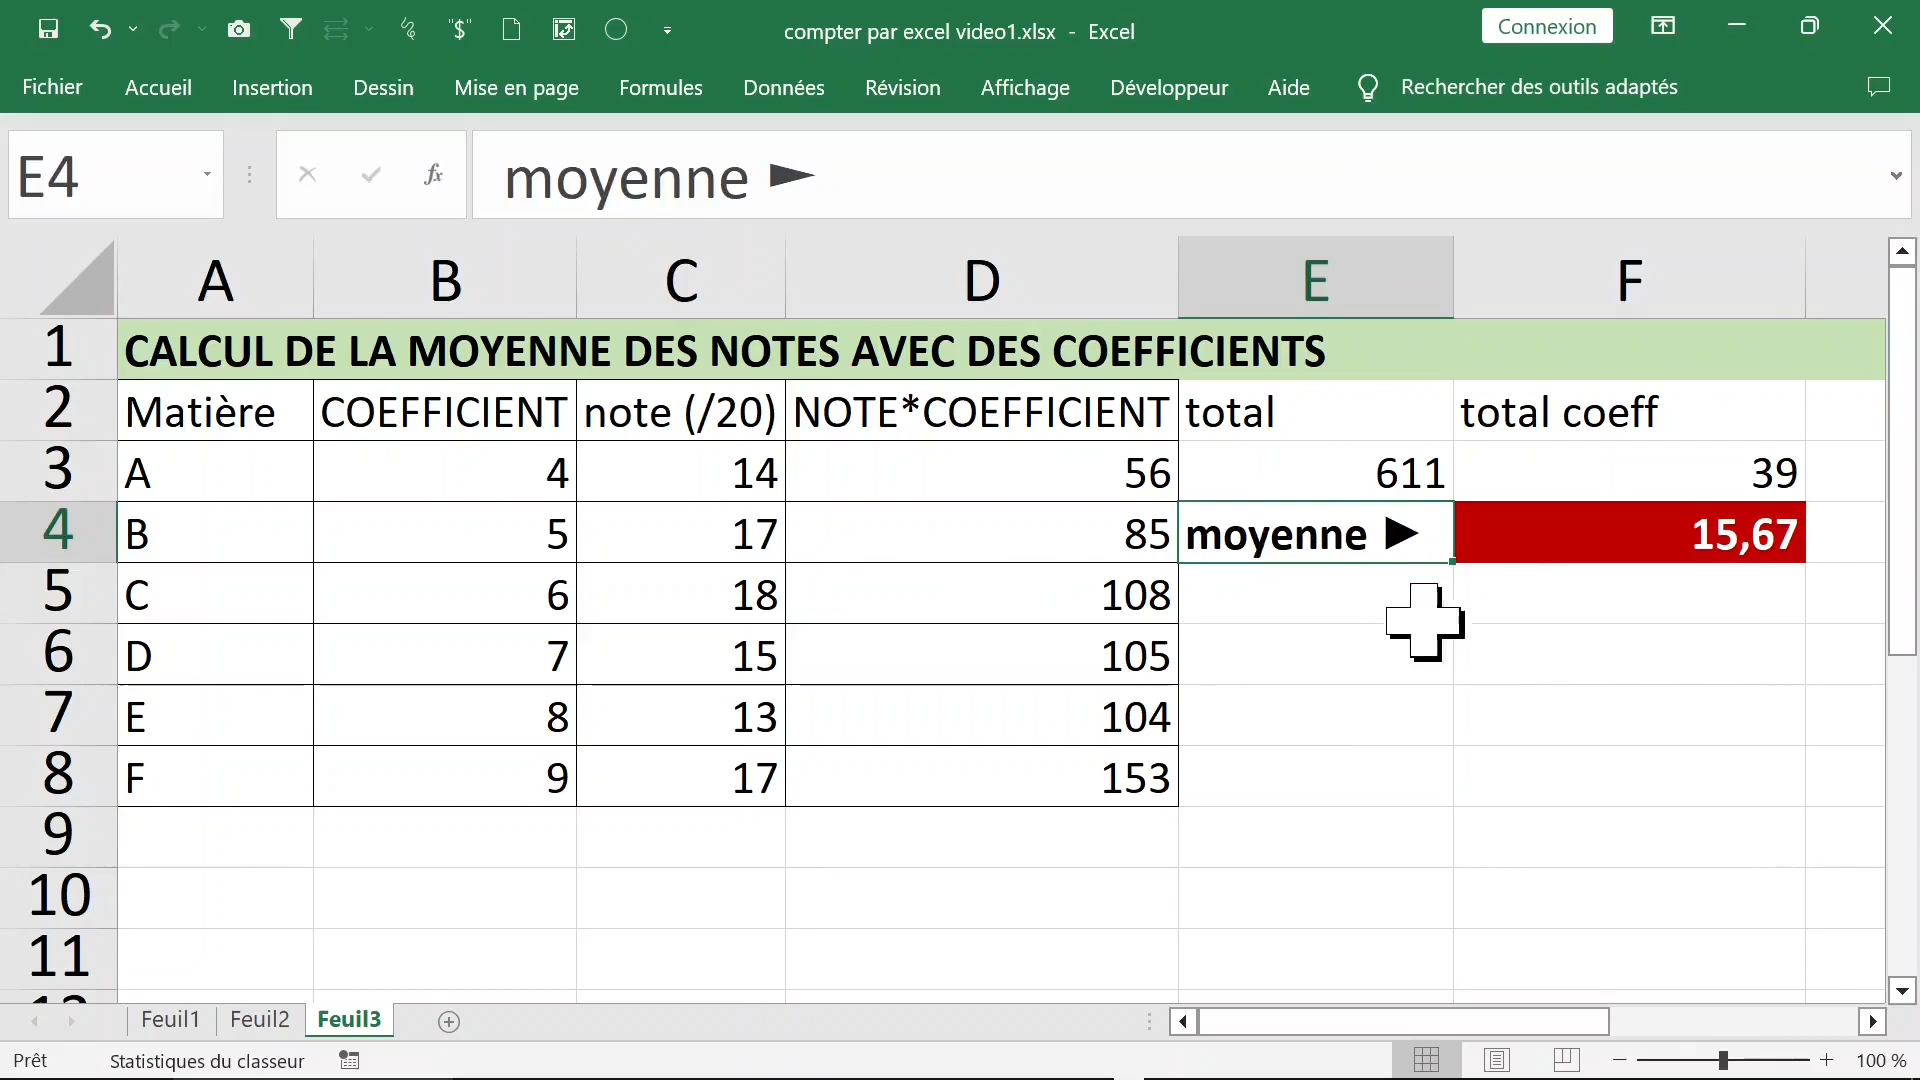 compter par excel video1.xlsx - Excel
Connexion
Fichier Accueil Insertion Dessin Mise en page Formules Données Révision Affichage Développeur Aide Rechercher des outils adaptés
E4 fx moyenne ►
A B C D E F
1 CALCUL DE LA MOYENNE DES NOTES AVEC DES COEFFICIENTS
2 Matière COEFFICIENT note (/20) NOTE*COEFFICIENT total total coeff
3 A 4 14 56 611 39
4 B 5 17 85 moyenne ► 15,67
5 C 6 18 108
6 D 7 15 105
7 E 8 13 104
8 F 9 17 153
9
10
11
12
Feuil1 Feuil2 Feuil3
Prêt Statistiques du classeur 100 %